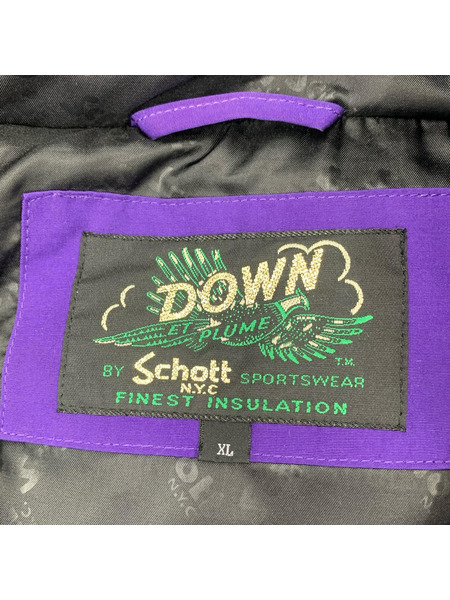 DOWN
ET PLUME
BY Schott SPORTSWEAR T.M.
N.Y.C
FINEST INSULATION
XL
N.Y.C